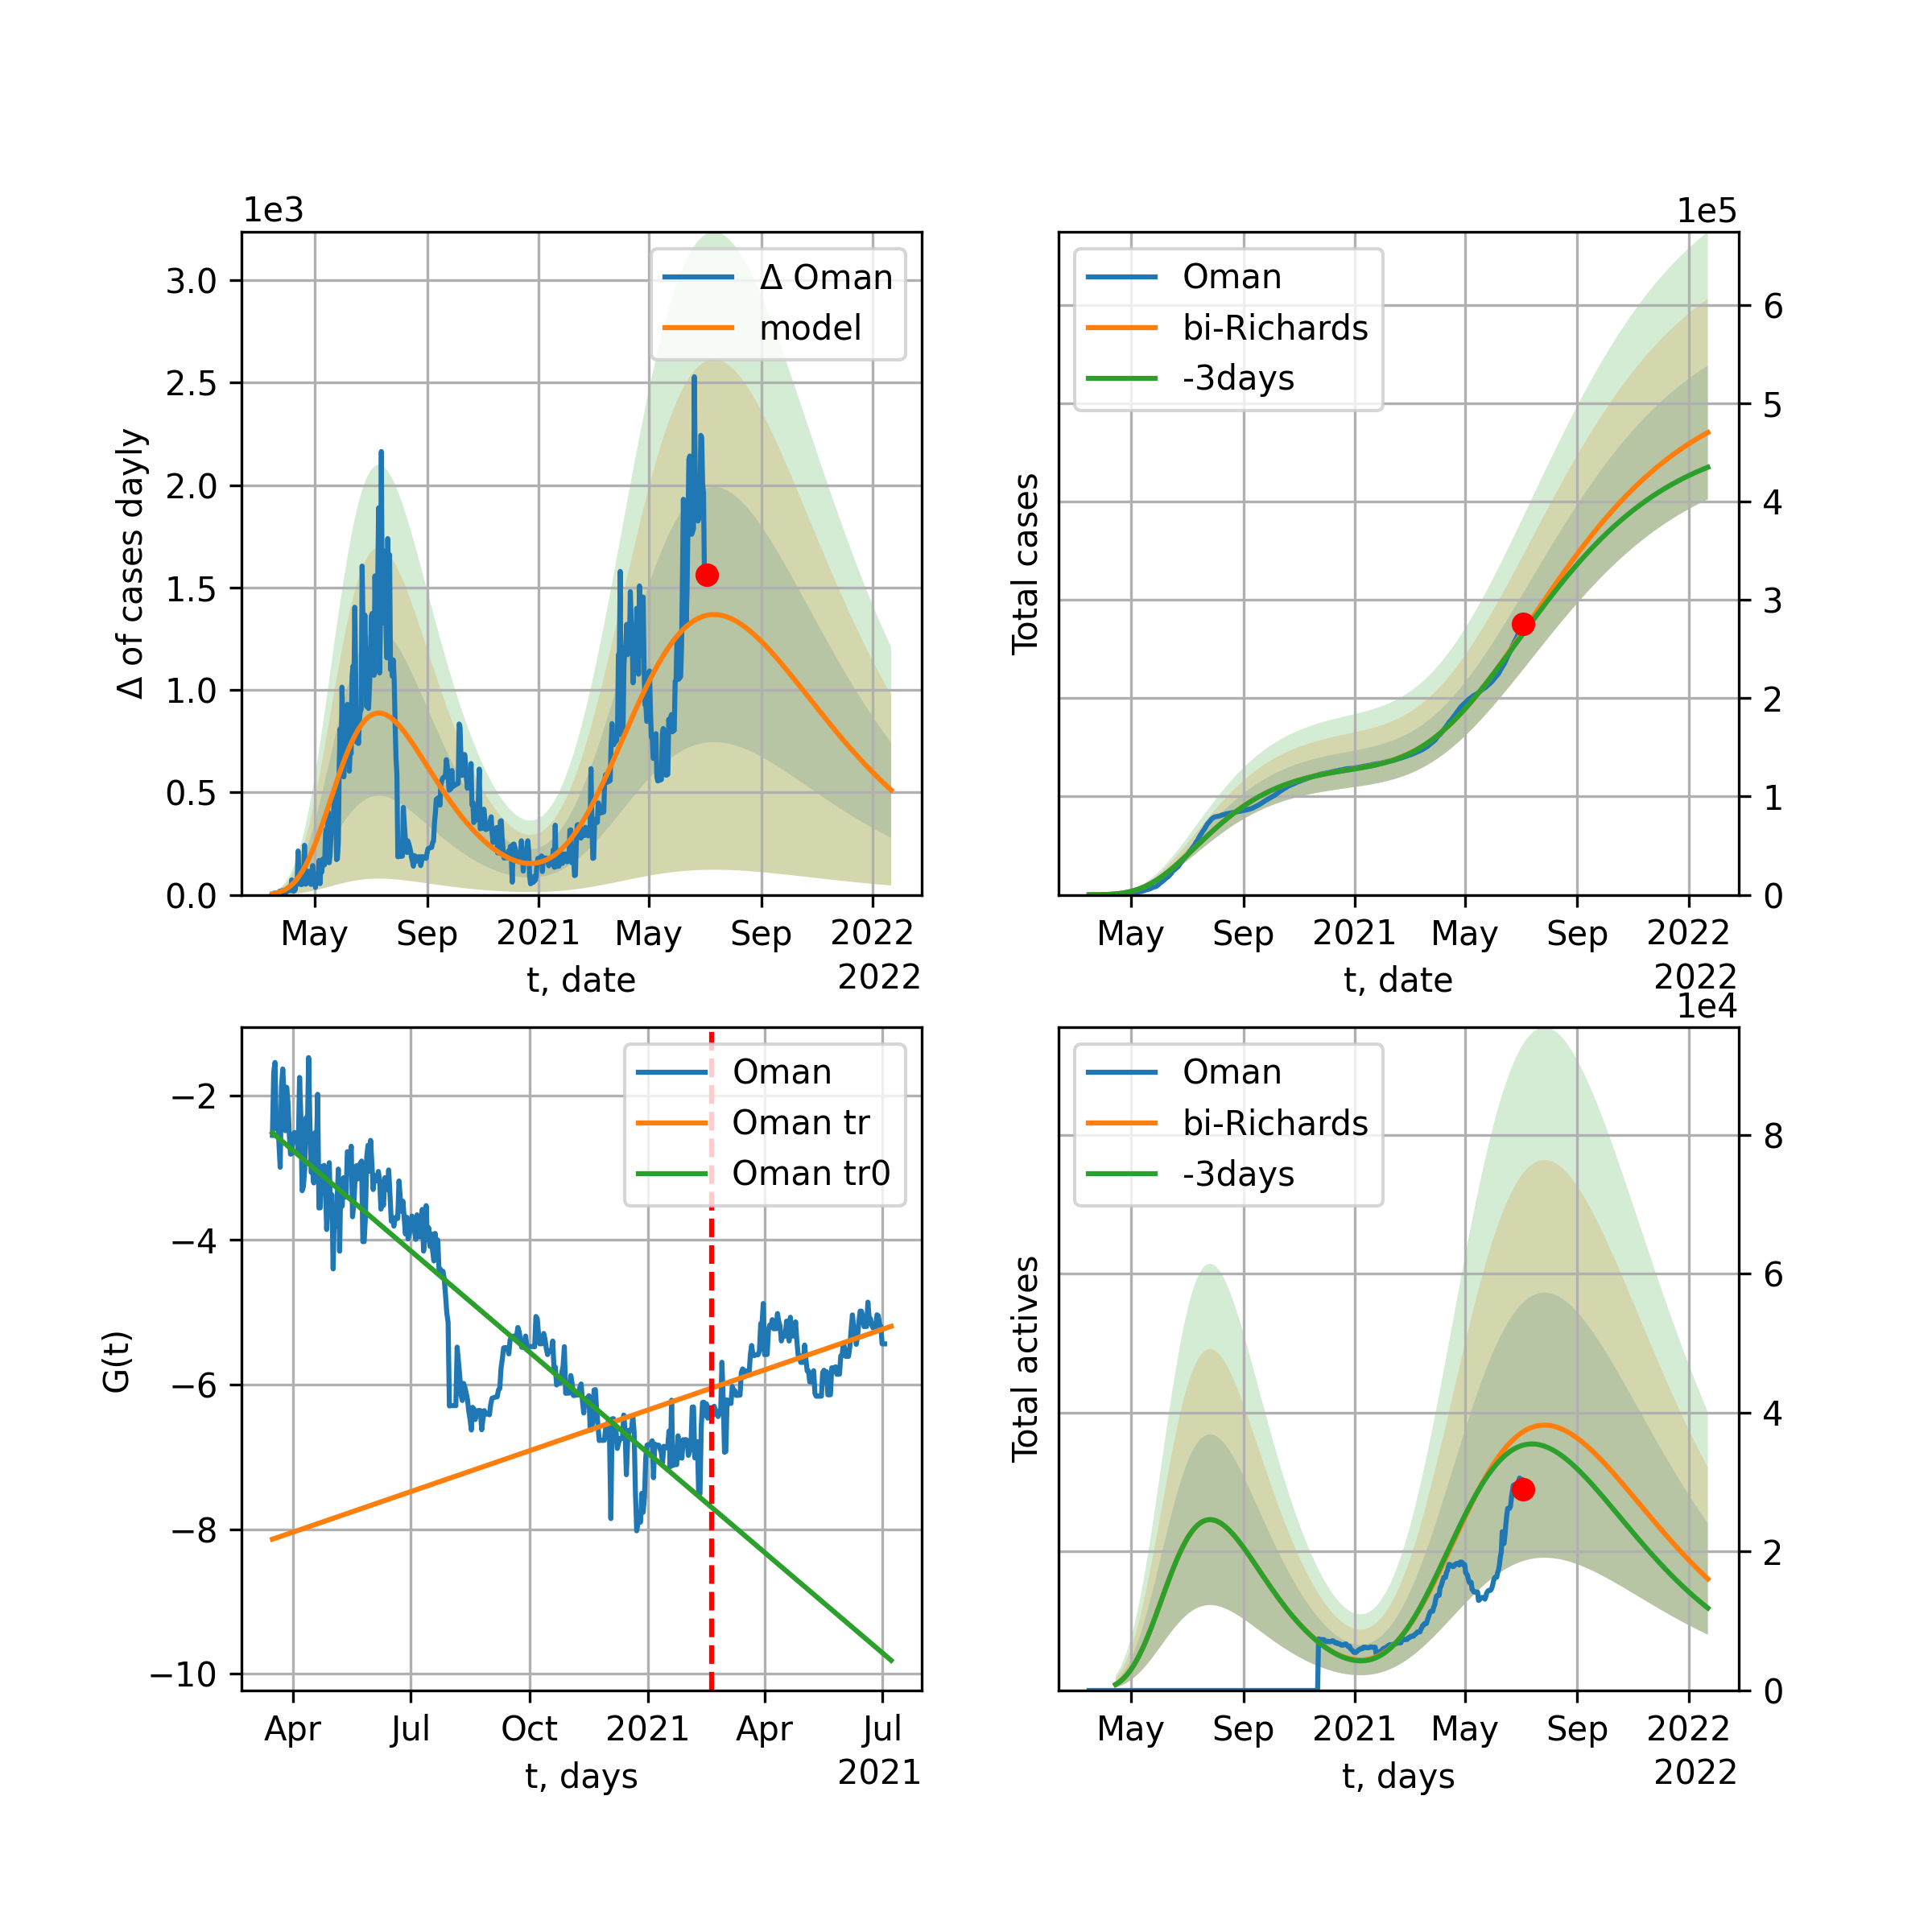 1e3
3.0
2.5
2.0
1.5
1.0
0.5
0.0
Δ of cases dayly
Δ Oman
model
May Sep 2021 May Sep 2022
t, date
2022
1e5
Oman
bi-Richards
-3days
Total cases
6
5
4
3
2
1
0
May Sep 2021 May Sep 2022
t, date
2022
−2
−4
−6
−8
−10
G(t)
Oman
Oman tr
Oman tr0
Apr Jul Oct 2021 Apr Jul
t, days
2021
1e4
Oman
bi-Richards
-3days
Total actives
8
6
4
2
0
May Sep 2021 May Sep 2022
t, days
2022